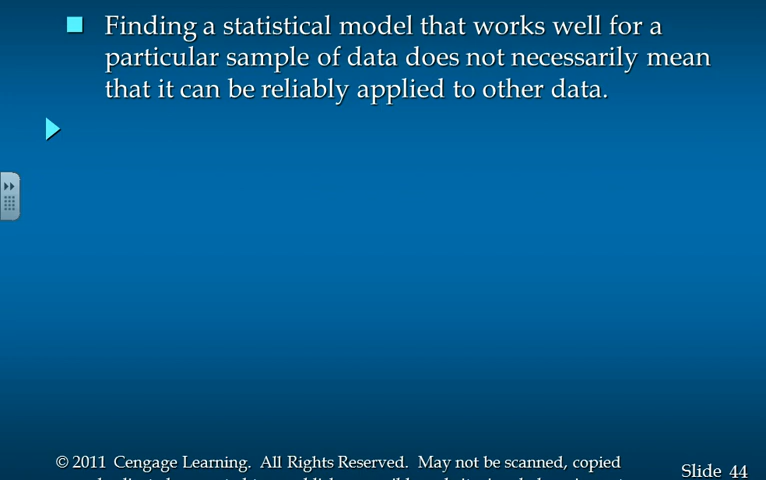 Finding a statistical model that works well for a
particular sample of data does not necessarily mean
that it can be reliably applied to other data.
© 2011 Cengage Learning. All Rights Reserved. May not be scanned, copied
Slide 44